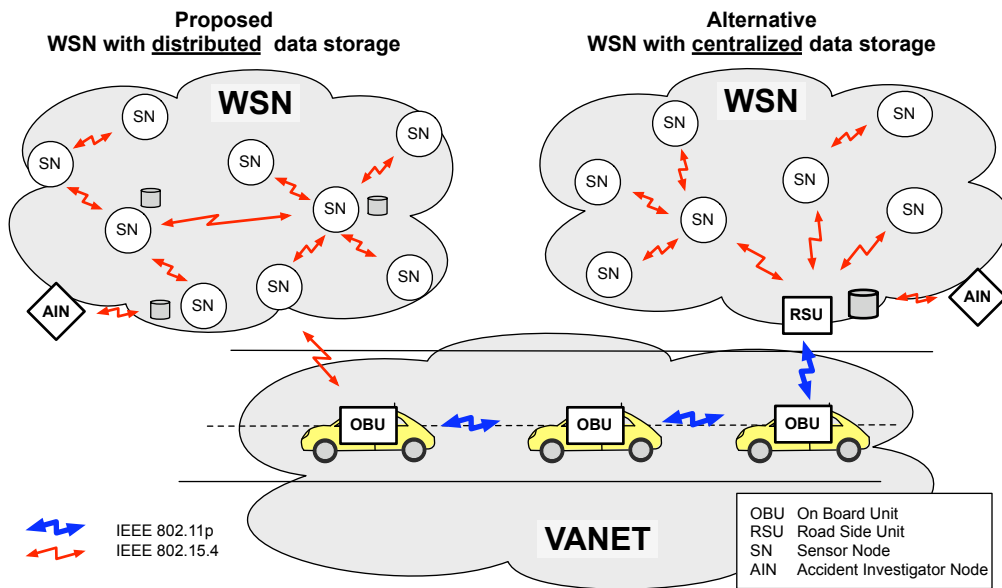 Proposed
WSN with distributed data storage
Alternative
WSN with centralized data storage
WSN
SN
SN
SN
SN
SN
SN
SN
SN
SN
AIN
WSN
SN
SN
SN
SN
SN
SN
SN
SN
RSU
AIN
OBU
OBU
OBU
VANET
IEEE 802.11p
IEEE 802.15.4
OBU On Board Unit
RSU Road Side Unit
SN Sensor Node
AIN Accident Investigator Node